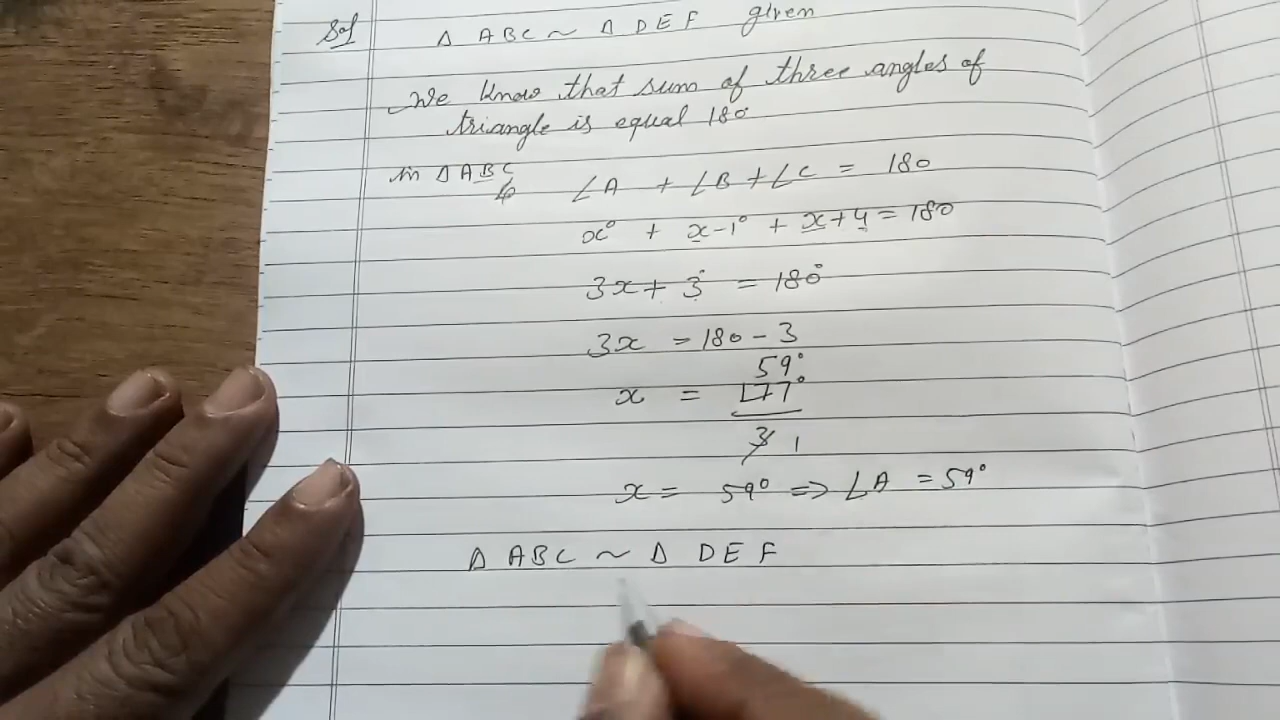 Sol
Δ ABC ~ Δ DEF given
We know that sum of three angles of
triangle is equal 180
in Δ ABC
∠A + ∠B + ∠C = 180
x° + x-1° + x+4 = 180
3x + 3° = 180°
3x = 180 - 3
59°
x = 177°
3 1
x = 59° ⇒ ∠A = 59°
Δ ABC ~ Δ DEF